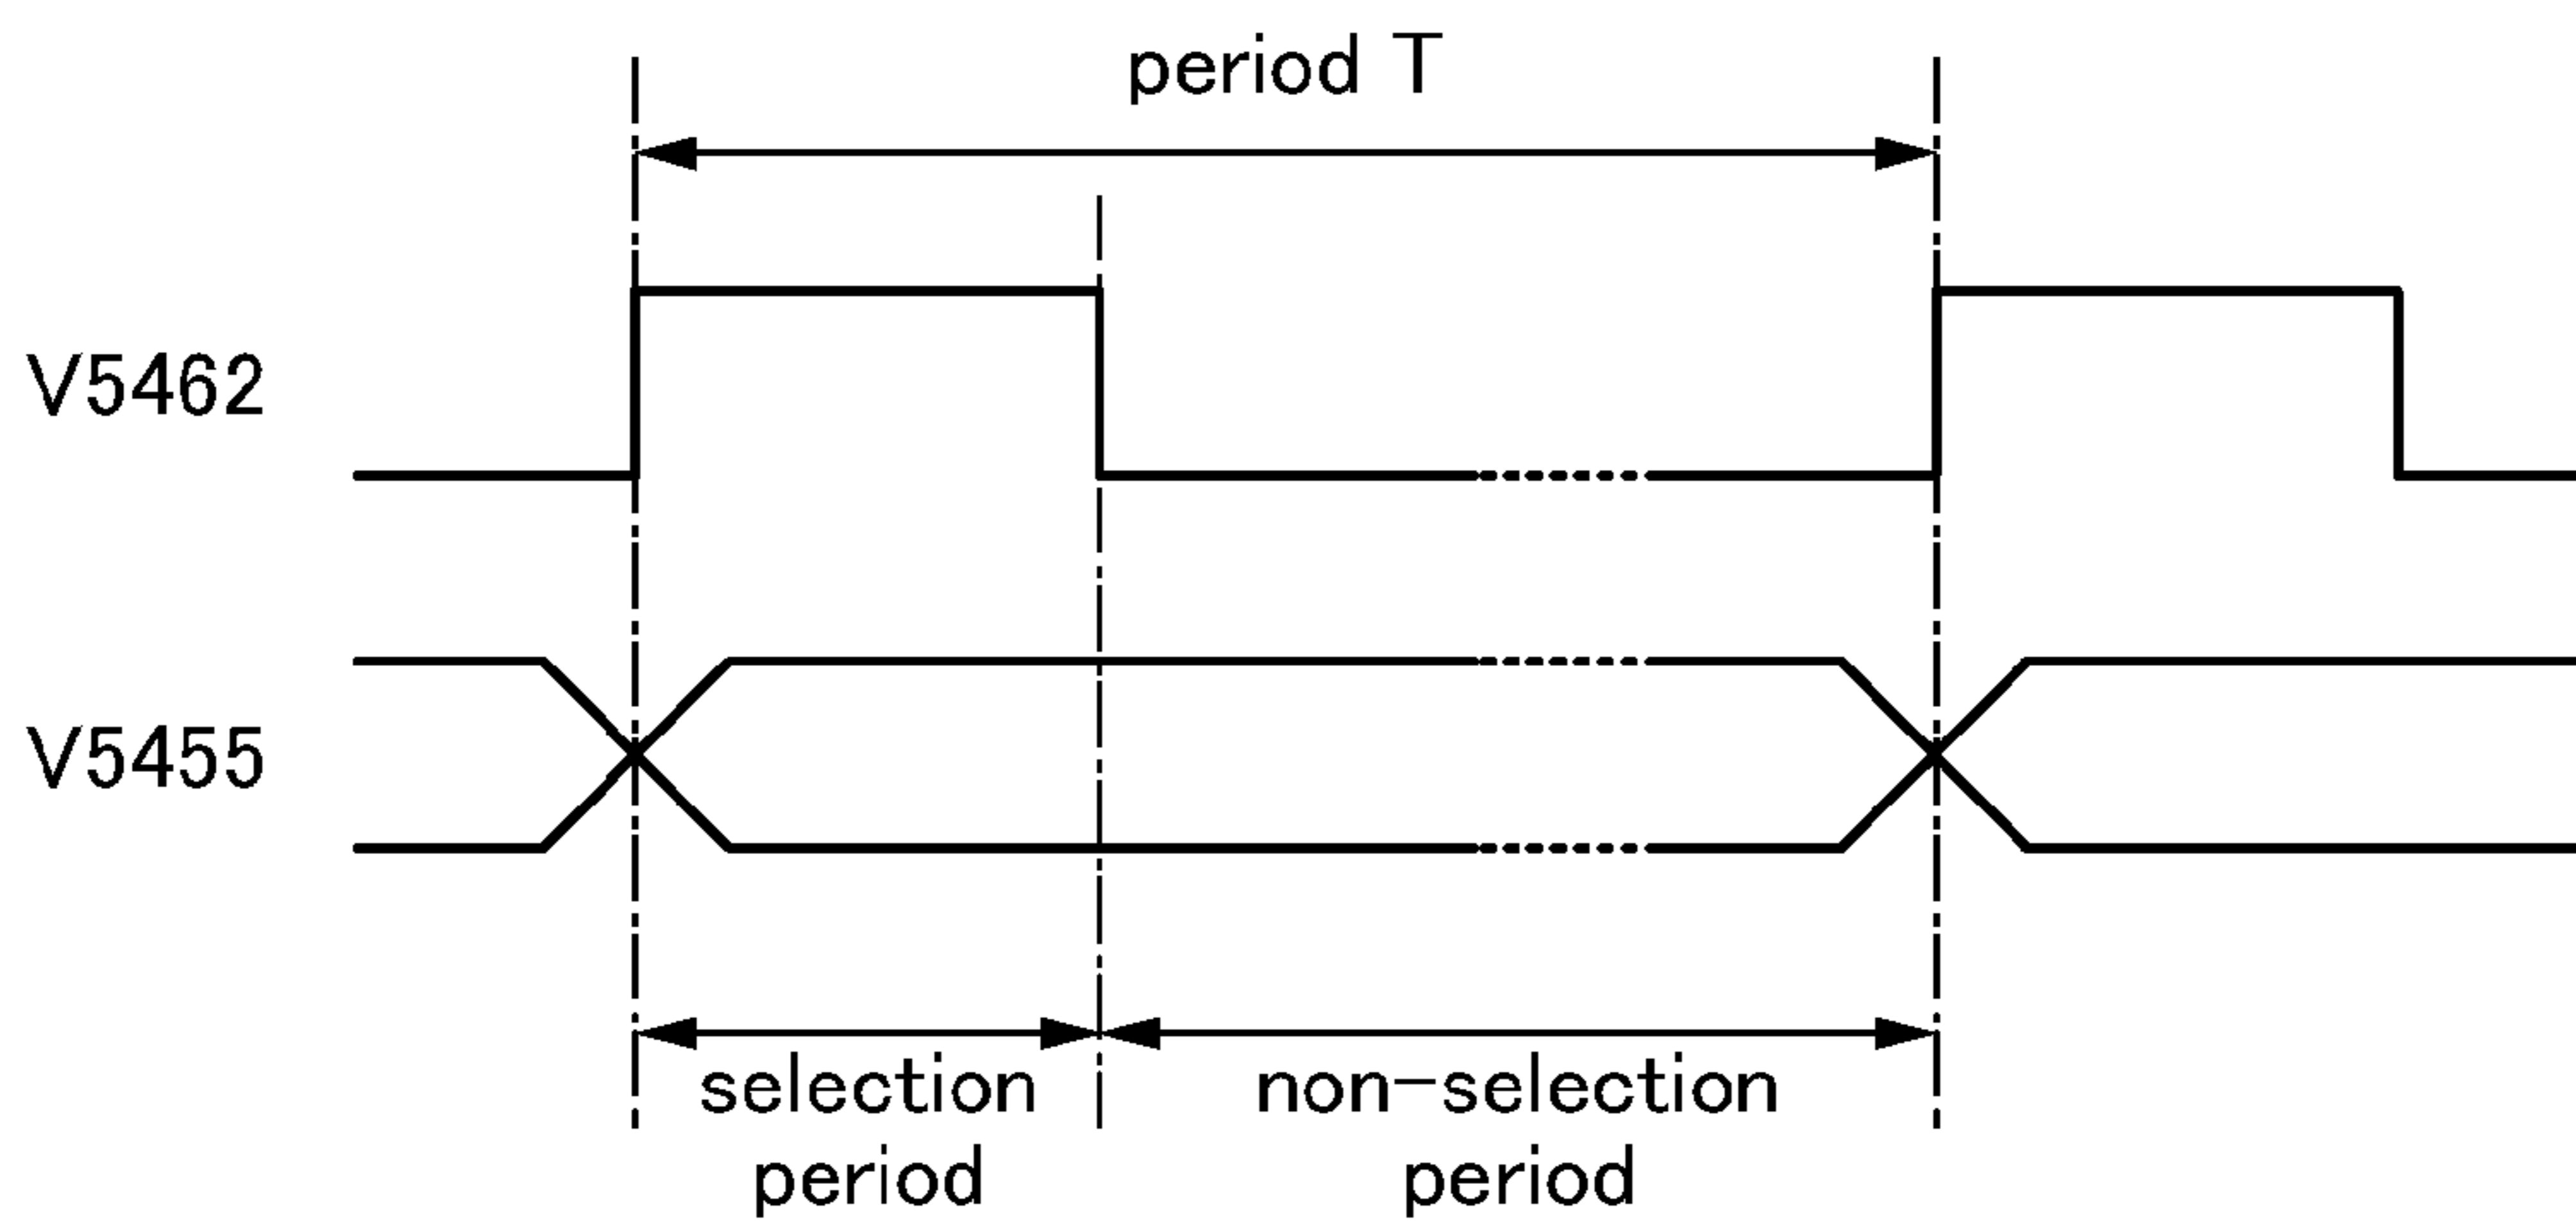 period T
V5462
V5455
selection
period
non-selection
period